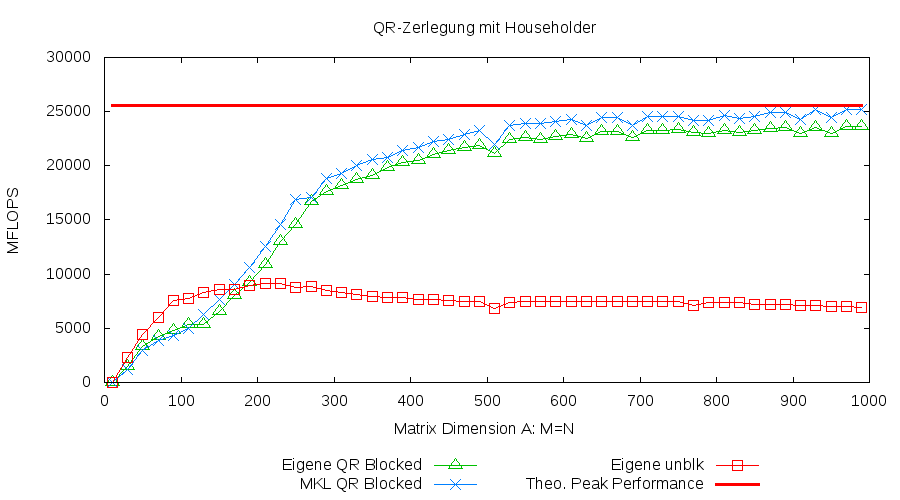 QR-Zerlegung mit Householder
30000
25000
20000
15000
10000
5000
0
MFLOPS
0 100 200 300 400 500 600 700 800 900 1000
Matrix Dimension A: M=N
Eigene QR Blocked Eigene unblk
MKL QR Blocked Theo. Peak Performance